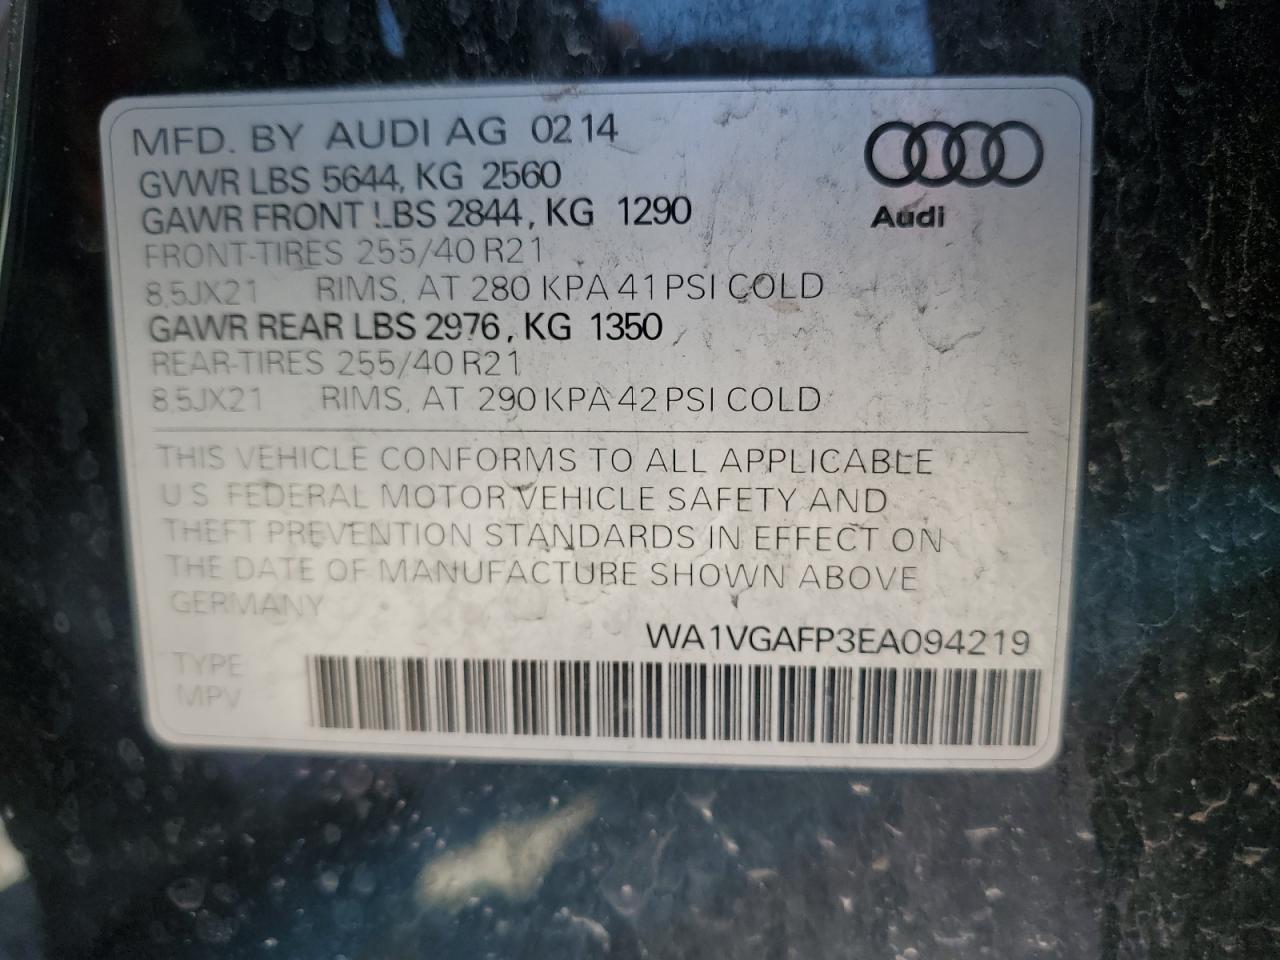 MFD. BY AUDI AG 02 14
GVWR LBS 5644, KG 2560
GAWR FRONT LBS 2844, KG 1290
FRONT-TIRES 255/40 R21
8,5JX21 RIMS, AT 280 KPA 41 PSI COLD
GAWR REAR LBS 2976, KG 1350
REAR-TIRES 255/40 R21
8,5JX21 RIMS, AT 290 KPA 42 PSI COLD
Audi
THIS VEHICLE CONFORMS TO ALL APPLICABLE
U S FEDERAL MOTOR VEHICLE SAFETY AND
THEFT PREVENTION STANDARDS IN EFFECT ON
THE DATE OF MANUFACTURE SHOWN ABOVE
GERMANY
WA1VGAFP3EA094219
TYPE
MPV